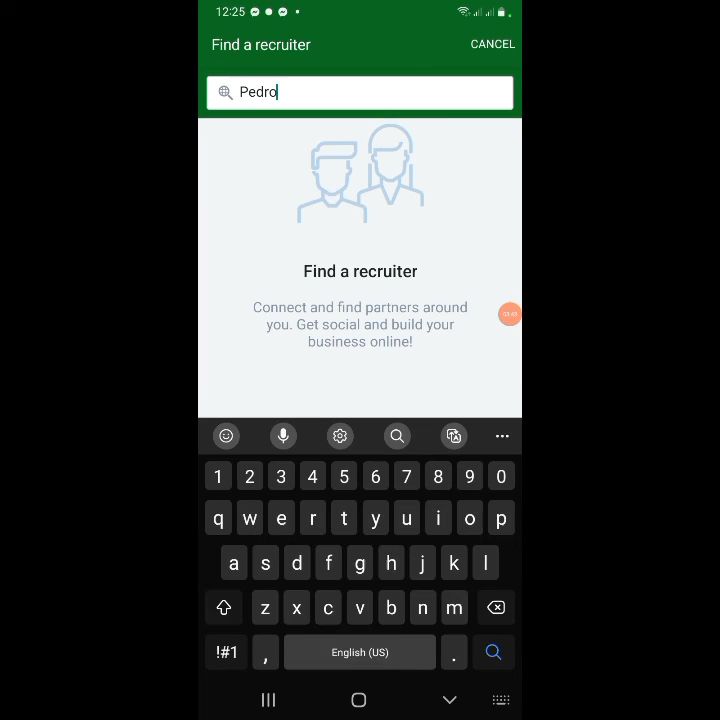 12:25
Find a recruiter
CANCEL
Pedro
Find a recruiter
Connect and find partners around
you. Get social and build your
business online!
1 2 3 4 5 6 7 8 9 0
q w e r t y u i o p
a s d f g h j k l
z x c v b n m
!#1 , English (US) .